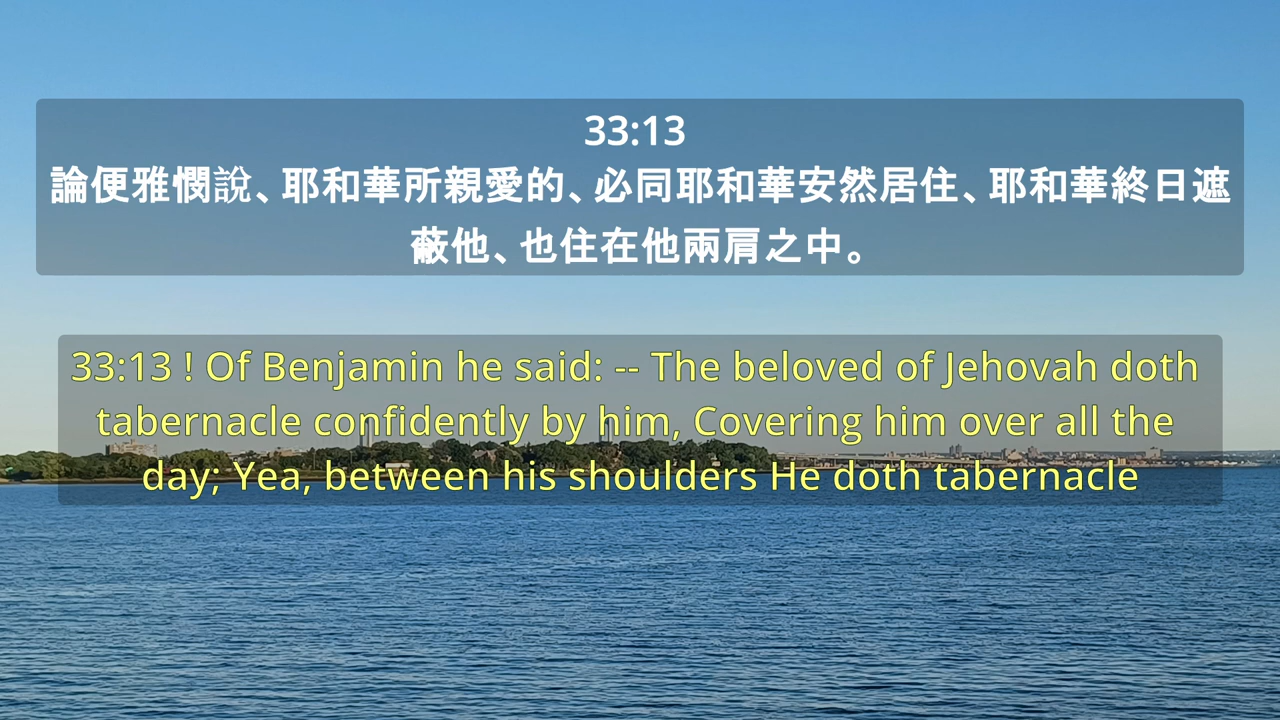 33:13
論便雅憫說、耶和華所親愛的、必同耶和華安然居住、耶和華終日遮
蔽他、也住在他兩肩之中。
33:13 ! Of Benjamin he said: -- The beloved of Jehovah doth
tabernacle confidently by him, Covering him over all the
day; Yea, between his shoulders He doth tabernacle